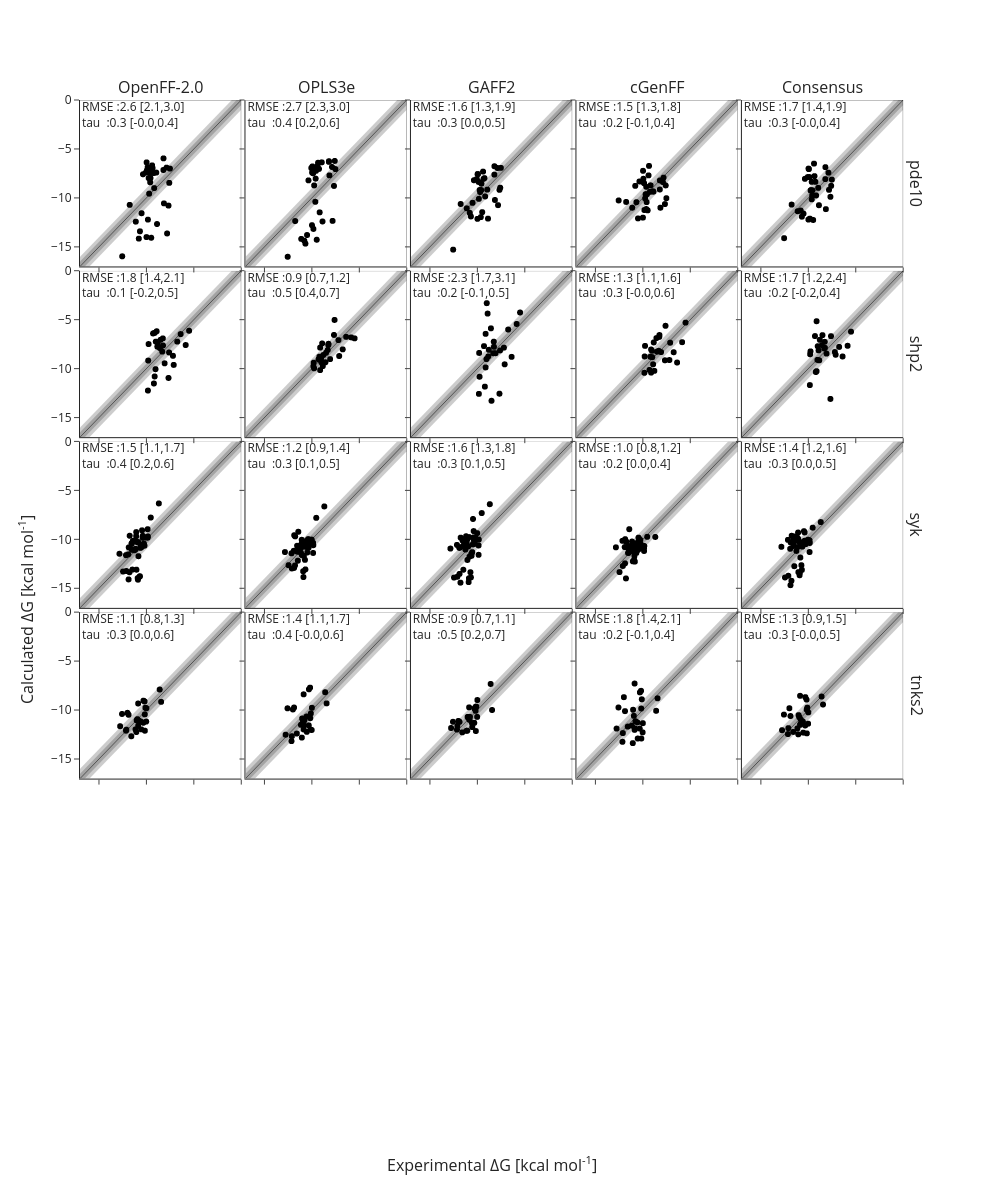 OpenFF-2.0 OPLS3e GAFF2 cGenFF Consensus
0
RMSE :2.6 [2.1,3.0] RMSE :2.7 [2.3,3.0] RMSE :1.6 [1.3,1.9] RMSE :1.5 [1.3,1.8] RMSE :1.7 [1.4,1.9]
tau :0.3 [-0.0,0.4] tau :0.4 [0.2,0.6] tau :0.3 [0.0,0.5] tau :0.2 [-0.1,0.4] tau :0.3 [-0.0,0.4]
−5
pde10
−10
−15
0
RMSE :1.8 [1.4,2.1] RMSE :0.9 [0.7,1.2] RMSE :2.3 [1.7,3.1] RMSE :1.3 [1.1,1.6] RMSE :1.7 [1.2,2.4]
tau :0.1 [-0.2,0.5] tau :0.5 [0.4,0.7] tau :0.2 [-0.1,0.5] tau :0.3 [-0.0,0.6] tau :0.2 [-0.2,0.4]
−5
shp2
−10
−15
0
RMSE :1.5 [1.1,1.7] RMSE :1.2 [0.9,1.4] RMSE :1.6 [1.3,1.8] RMSE :1.0 [0.8,1.2] RMSE :1.4 [1.2,1.6]
tau :0.4 [0.2,0.6] tau :0.3 [0.1,0.5] tau :0.3 [0.1,0.5] tau :0.2 [0.0,0.4] tau :0.3 [0.0,0.5]
−5
syk
−10
−15
0
RMSE :1.1 [0.8,1.3] RMSE :1.4 [1.1,1.7] RMSE :0.9 [0.7,1.1] RMSE :1.8 [1.4,2.1] RMSE :1.3 [0.9,1.5]
tau :0.3 [0.0,0.6] tau :0.4 [-0.0,0.6] tau :0.5 [0.2,0.7] tau :0.2 [-0.1,0.4] tau :0.3 [-0.0,0.5]
−5
tnks2
−10
−15
Calculated ΔG [kcal mol⁻¹]
Experimental ΔG [kcal mol⁻¹]